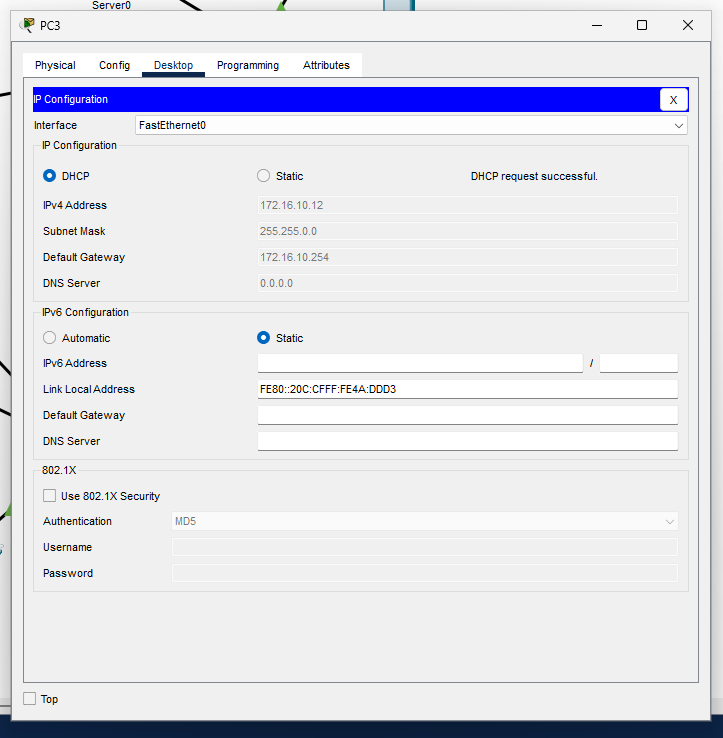 Server0
PC3
Physical Config Desktop Programming Attributes
IP Configuration X
Interface FastEthernet0
IP Configuration
DHCP Static DHCP request successful.
IPv4 Address 172.16.10.12
Subnet Mask 255.255.0.0
Default Gateway 172.16.10.254
DNS Server 0.0.0.0
IPv6 Configuration
Automatic Static
IPv6 Address /
Link Local Address FE80::20C:CFFF:FE4A:DDD3
Default Gateway
DNS Server
802.1X
Use 802.1X Security
Authentication MD5
Username
Password
Top